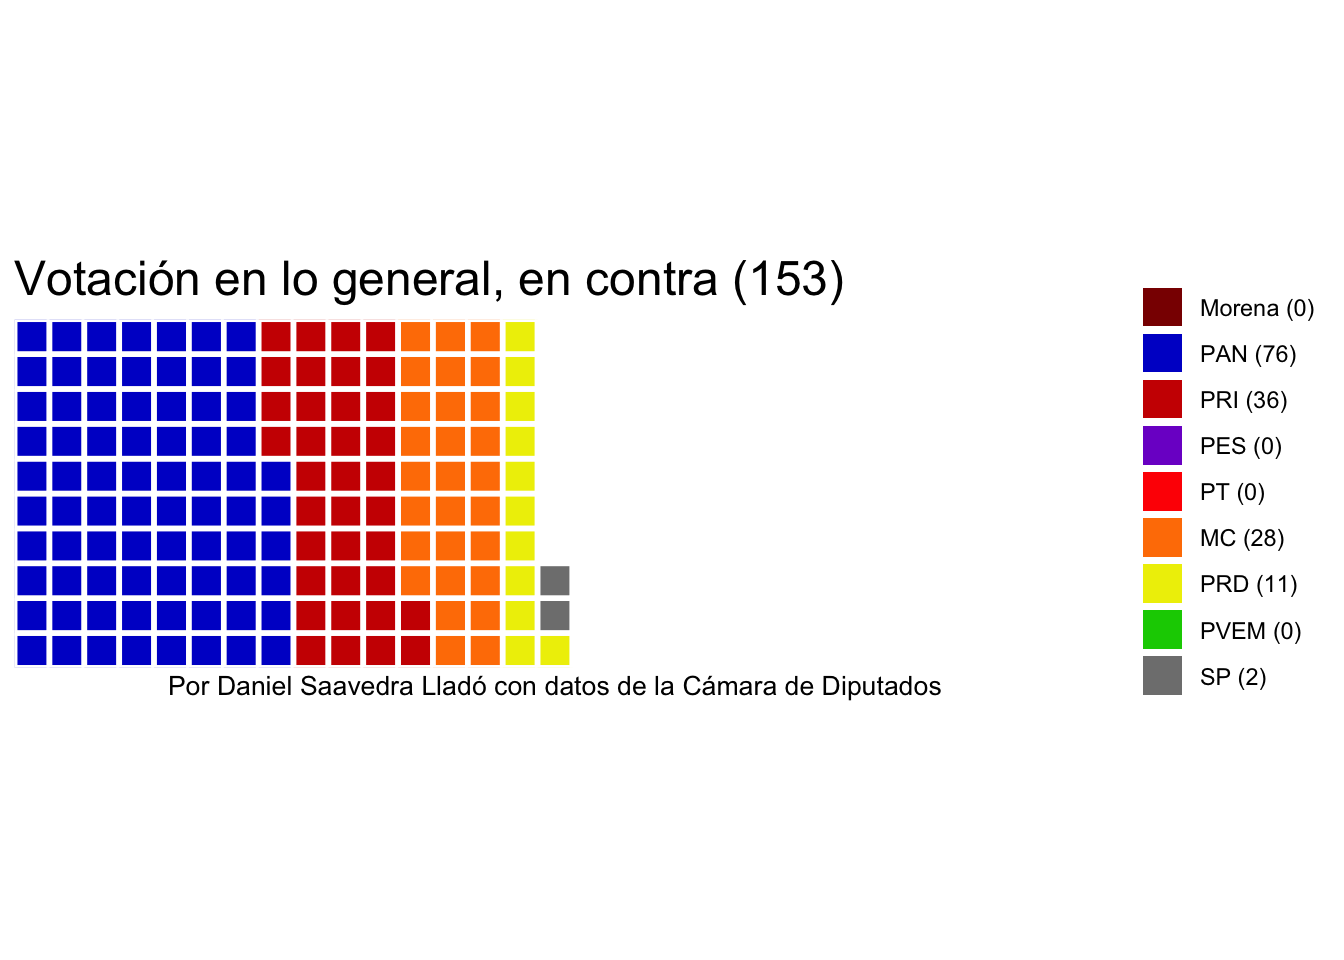 Votación en lo general, en contra (153)
Morena (0)
PAN (76)
PRI (36)
PES (0)
PT (0)
MC (28)
PRD (11)
PVEM (0)
SP (2)
Por Daniel Saavedra Lladó con datos de la Cámara de Diputados